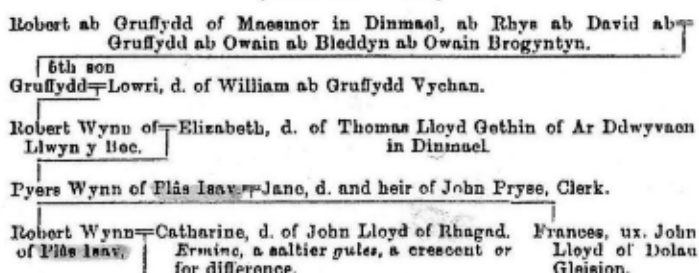 Robert ab Gruffydd of Maesmor in Dinmael, ab Rhys ab David ab
Gruffydd ab Owain ab Bleddyn ab Owain Brogyntyn.
6th son
Gruffydd=Lowri, d. of William ab Gruffydd Vychan.
Robert Wynn of=Elizabeth, d. of Thomas Lloyd Gethin of Ar Ddwyvaen
Llwyn y in Dinmael
Pyers Wynn of Plâs Isav.=Jane, d. and heir of John Pryse, Clerk.
Robert Wynn=Catharine, d. of John Lloyd of Rhagad. Frances, ux. John
of Plâs Isav, Ermine, a saltier gules, a crescent or Lloyd of Dolau
for difference. Gleision.